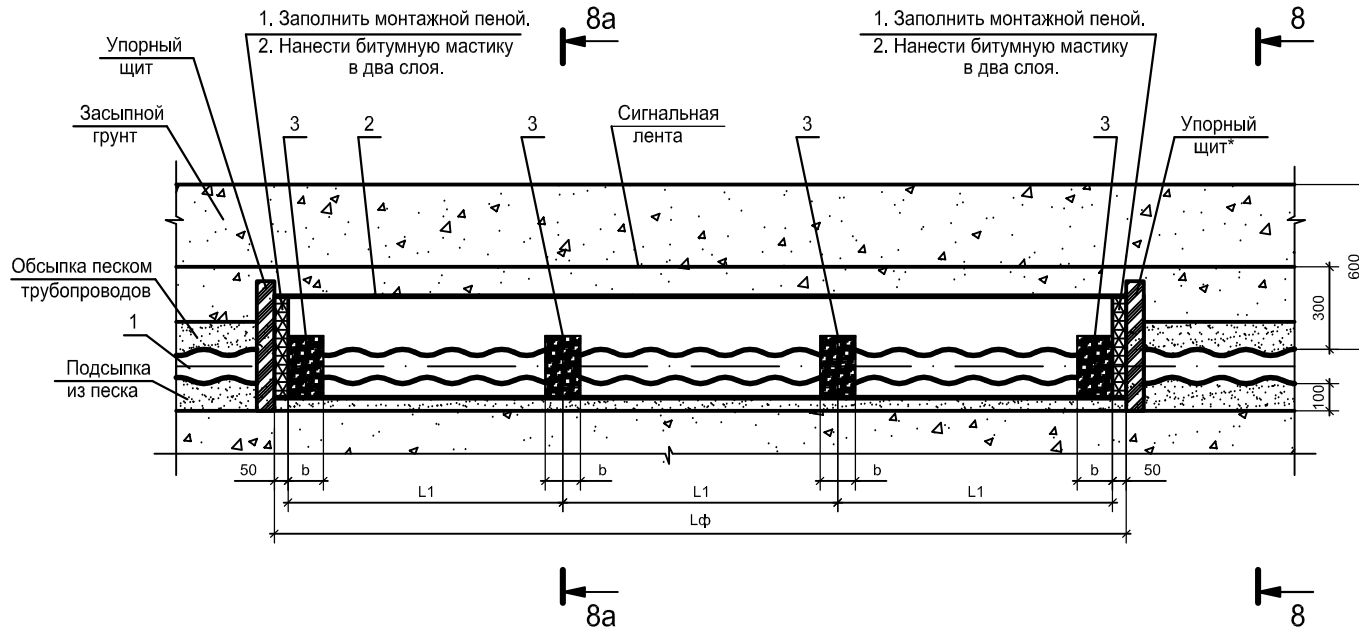 1. Заполнить монтажной пеной.
2. Нанести битумную мастику
в два слоя.
8а
1. Заполнить монтажной пеной.
2. Нанести битумную мастику
в два слоя.
8
Упорный
щит
Засыпной
грунт
3
2
3
Сигнальная
лента
3
3
Упорный
щит*
Обсыпка песком
трубопроводов
1
Подсыпка
из песка
600
300
100
50
b
b
b
b
50
L1
L1
L1
Lф
8а
8